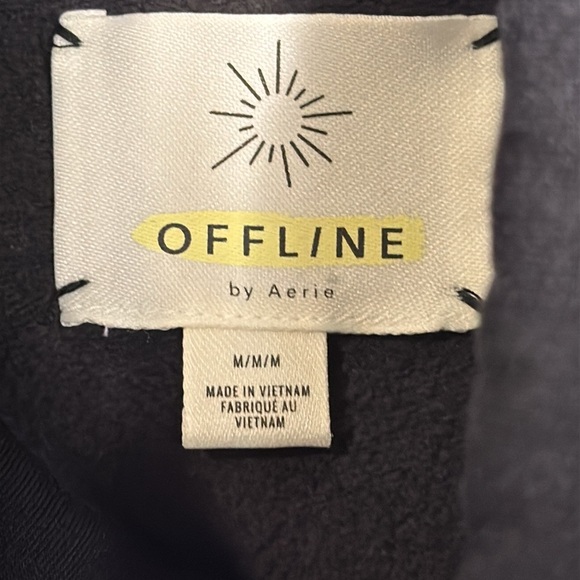 OFFLINE
by Aerie
M/M/M
MADE IN VIETNAM
FABRIQUÉ AU
VIETNAM